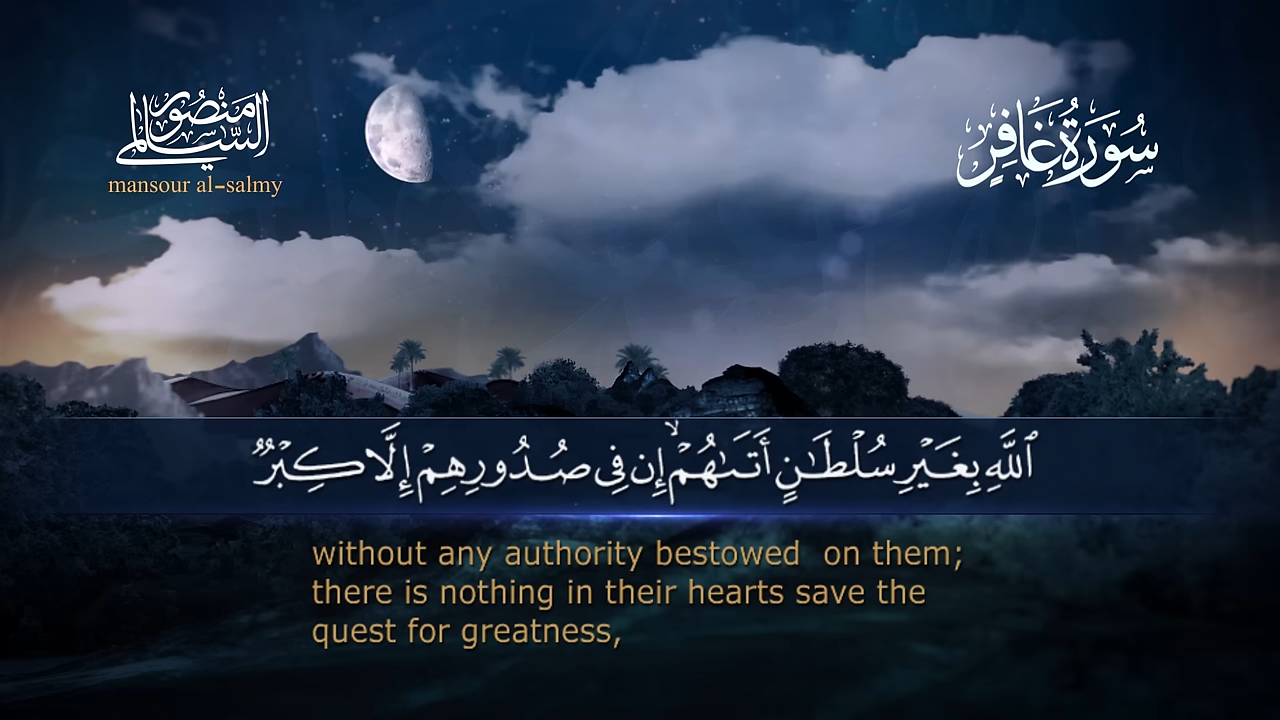 منصور السالمي
mansour al-salmy
سُورَةُ غَافِرٍ
ٱللَّهِ بِغَيْرِ سُلْطَـٰنٍ أَتَىٰهُمْ ۙ إِن فِى صُدُورِهِمْ إِلَّا كِبْرٌ
without any authority bestowed on them;
there is nothing in their hearts save the
quest for greatness,